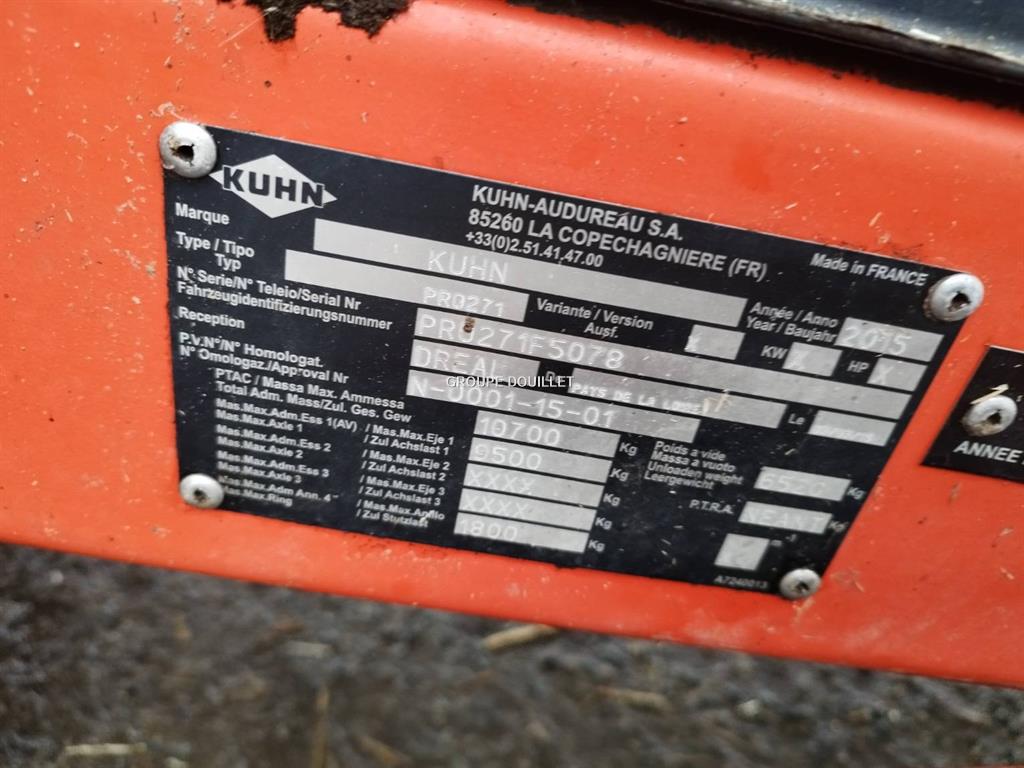 KUHN
KUHN-AUDUREAU S.A.
85260 LA COPECHAGNIERE (FR)
+33(0)2.51.41.47.00
Made in FRANCE
Marque
KUHN
Type / Tipo
Typ
PRO271
Variante/Version
Ausf.
X
Année/Anno
Year/Baujahr
2015
N° Serie/N° Teleio/Serial Nr
Fahrzeugidentifizierungsnummer
PRO271F5078
KW X HP X
Reception
DREAL De PAYS DE LA LOIRE Le
P.V.N°/N° Homologat.
N° Omologaz./Approval Nr
N-0001-15-01
PTAC / Massa Max. Ammessa
Total Adm. Mass/Zul. Ges. Gew
10700 Kg
Poids a vide
Massa a vuoto
Unloaden weight
Leergewicht
Kg
Mas.Max.Adm.Ess 1(AV) / Mas.Max.Eje 1
Mas.Max.Axle 1 / Zul Achslast 1
9500 Kg
Mas.Max.Adm.Ess 2 / Mas.Max.Eje 2
Mas.Max.Axle 2 / Zul Achslast 2
XXXX Kg
P.T.R.A. NEANT Kg
Mas.Max.Adm.Ess 3 / Mas.Max.Eje 3
Mas.Max.Axle 3 / Zul Achslast 3
XXXX Kg
Mas.Max.Adm Ann. 4" / Mas.Max.Anillo
Mas.Max.Ring / Zul Stutzlast
1800 Kg
A7240013
ANNEE
GROUPE DOUILLET